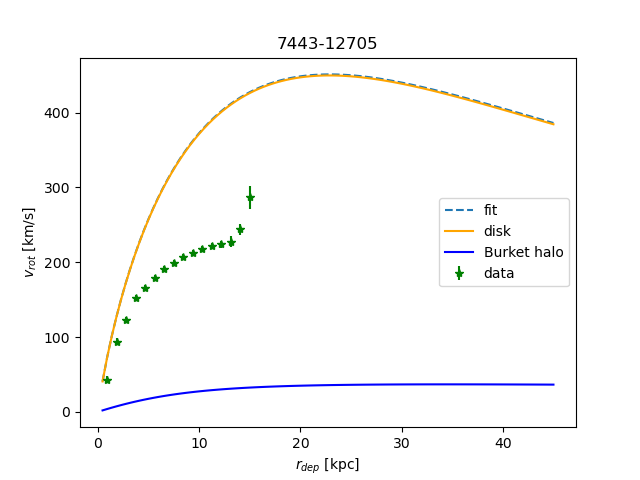 7443-12705
v_rot [km/s]
400
300
200
100
0
fit
disk
Burket halo
data
0 10 20 30 40
r_dep [kpc]